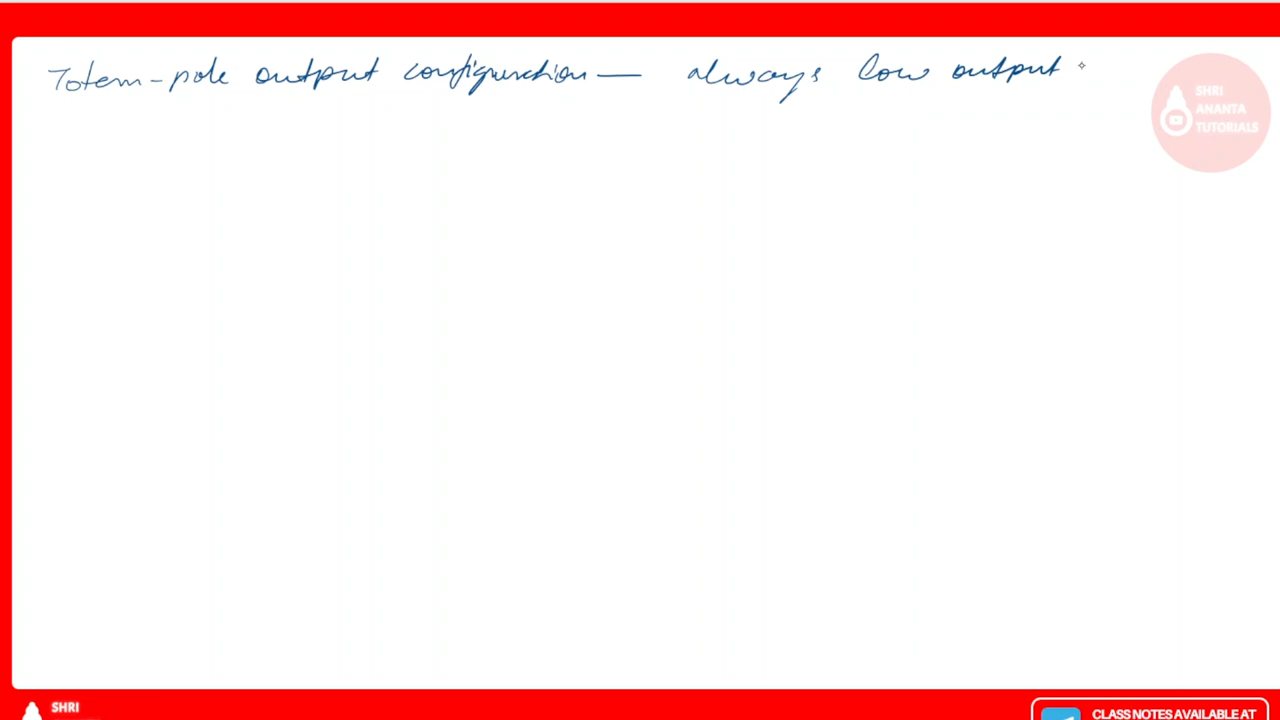 Totem-pole output configuration — always low output
SHRI
ANANTA
TUTORIALS
SHRI
CLASS NOTES AVAILABLE AT